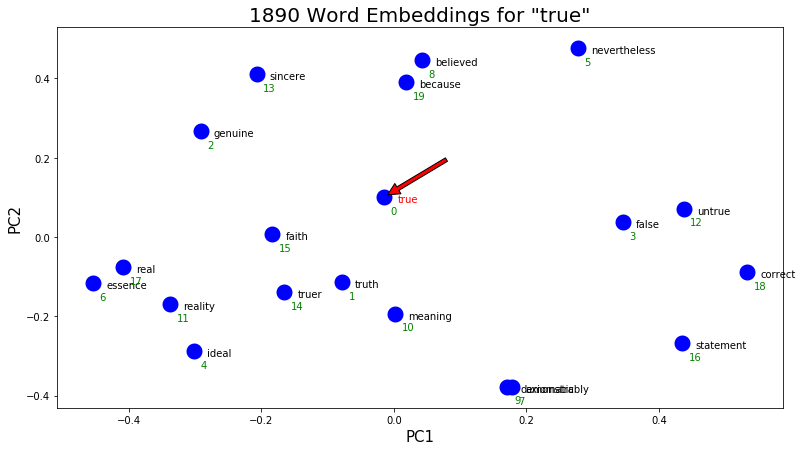 1890 Word Embeddings for "true"
nevertheless
5
believed
8
because
19
sincere
13
genuine
2
true
0
untrue
12
false
3
faith
15
real
17
essence
6
reality
11
truer
14
truth
1
meaning
10
correct
18
statement
16
ideal
4
9
7
0.4
0.2
0.0
−0.2
−0.4
PC2
−0.4
−0.2
0.0
0.2
0.4
PC1